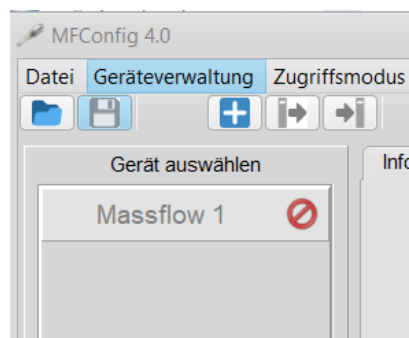 MFConfig 4.0
Datei Geräteverwaltung Zugriffsmodus
Gerät auswählen
Massflow 1